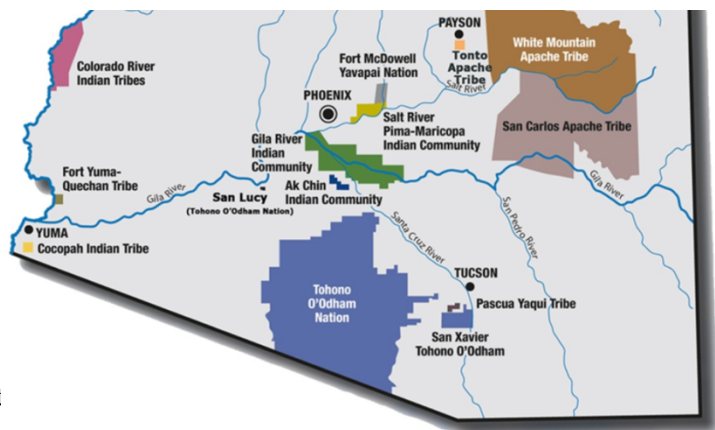 PAYSON
White Mountain
Apache Tribe
Tonto
Apache
Tribe
Salt River
Colorado River
Indian Tribes
Fort McDowell
Yavapai Nation
PHOENIX
Salt River
Pima-Maricopa
Indian Community
San Carlos Apache Tribe
Gila River
Indian
Community
Fort Yuma-
Quechan Tribe
Gila River
San Lucy
(Tohono O'Odham Nation)
Ak Chin
Indian Community
Gila River
YUMA
Cocopah Indian Tribe
Santa Cruz River
San Pedro River
Tohono
O'Odham
Nation
TUCSON
Pascua Yaqui Tribe
San Xavier
Tohono O'Odham